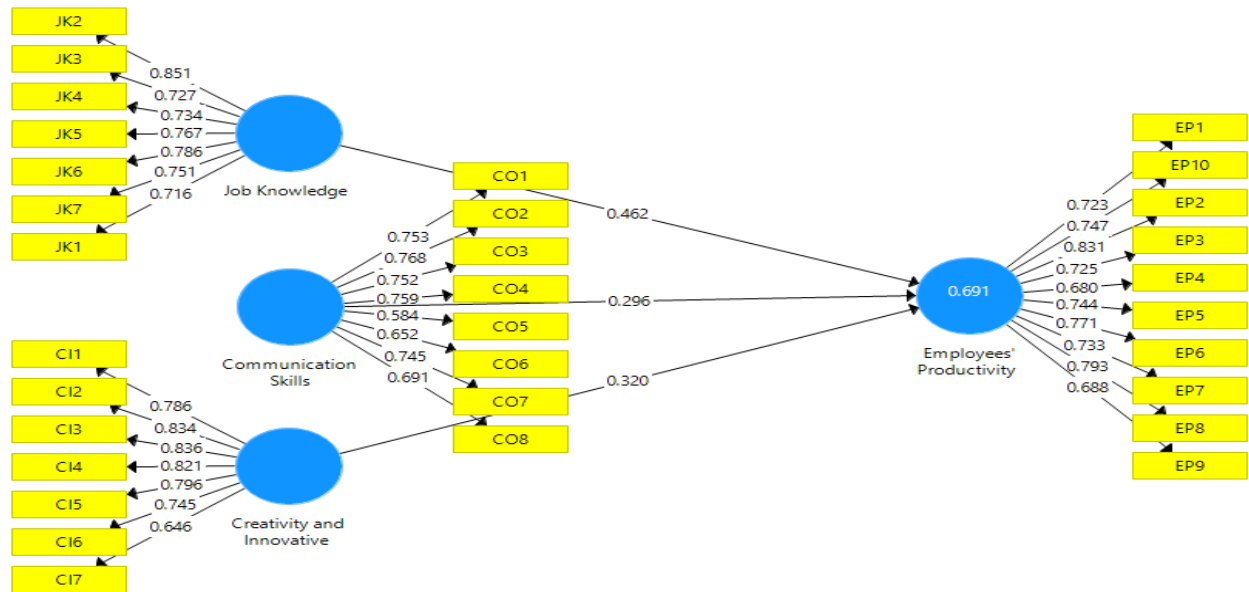 JK2
JK3
JK4
JK5
JK6
JK7
JK1
0.851
0.727
0.734
0.767
0.786
0.751
0.716
Job Knowledge
CO1
CO2
CO3
CO4
CO5
CO6
CO7
CO8
0.753
0.768
0.752
0.759
0.584
0.652
0.745
0.691
Communication
Skills
CI1
CI2
CI3
CI4
CI5
CI6
CI7
0.786
0.834
0.836
0.821
0.796
0.745
0.646
Creativity and
Innovative
0.462
0.296
0.320
0.691
Employees'
Productivity
0.723
0.747
0.831
0.725
0.680
0.744
0.771
0.733
0.793
0.688
EP1
EP10
EP2
EP3
EP4
EP5
EP6
EP7
EP8
EP9